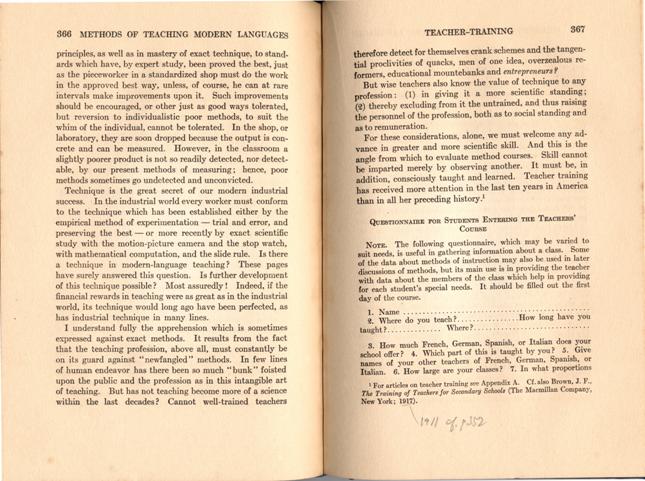 366 METHODS OF TEACHING MODERN LANGUAGES
principles, as well as in mastery of exact technique, to stand-
ards which have, by expert study, been proved the best, just
as the pieceworker in a standardized shop must do the work
in the approved best way, unless, of course, he can at rare
intervals make improvements upon it. Such improvements
should be encouraged, or other just as good ways tolerated,
but reversion to individualistic poor methods, to suit the
whim of the individual, cannot be tolerated. In the shop, or
laboratory, they are soon dropped because the output is con-
crete and can be measured. However, in the classroom a
slightly poorer product is not so readily detected, nor detect-
able, by our present methods of measuring; hence, poor
methods sometimes go undetected and unconvicted.
Technique is the great secret of our modern industrial
success. In the industrial world every worker must conform
to the technique which has been established either by the
empirical method of experimentation — trial and error, and
preserving the best — or more recently by exact scientific
study with the motion-picture camera and the stop watch,
with mathematical computation, and the slide rule. Is there
a technique in modern-language teaching? These pages
have surely answered this question. Is further development
of this technique possible? Most assuredly! Indeed, if the
financial rewards in teaching were as great as in the industrial
world, its technique would long ago have been perfected, as
has industrial technique in many lines.
I understand fully the apprehension which is sometimes
expressed against exact methods. It results from the fact
that the teaching profession, above all, must constantly be
on its guard against "newfangled" methods. In few lines
of human endeavor has there been so much "bunk" foisted
upon the public and the profession as in this intangible art
of teaching. But has not teaching become more of a science
within the last decades? Cannot well-trained teachers
TEACHER-TRAINING 367
therefore detect for themselves crank schemes and the tangen-
tial proclivities of quacks, men of one idea, overzealous re-
formers, educational mountebanks and entrepreneurs?
But wise teachers also know the value of technique to any
profession: (1) in giving it a more scientific standing;
(2) thereby excluding from it the untrained, and thus raising
the personnel of the profession, both as to social standing and
as to remuneration.
For these considerations, alone, we must welcome any ad-
vance in greater and more scientific skill. And this is the
angle from which to evaluate method courses. Skill cannot
be imparted merely by observing another. It must be, in
addition, consciously taught and learned. Teacher training
has received more attention in the last ten years in America
than in all her preceding history.¹
QUESTIONNAIRE FOR STUDENTS ENTERING THE TEACHERS'
COURSE
NOTE. The following questionnaire, which may be varied to
suit needs, is useful in gathering information about a class. Some
of the data about methods of instruction may also be used in later
discussions of methods, but its main use is in providing the teacher
with data about the members of the class which help in providing
for each student's special needs. It should be filled out the first
day of the course.
1. Name ........................................
2. Where do you teach?.............. How long have you
taught?............ Where?..............................
3. How much French, German, Spanish, or Italian does your
school offer? 4. Which part of this is taught by you? 5. Give
names of your other teachers of French, German, Spanish, or
Italian. 6. How large are your classes? 7. In what proportions
¹ For articles on teacher training see Appendix A. Cf. also Brown, J. F.,
The Training of Teachers for Secondary Schools (The Macmillan Company,
New York; 1917).
1911 cf. p 352